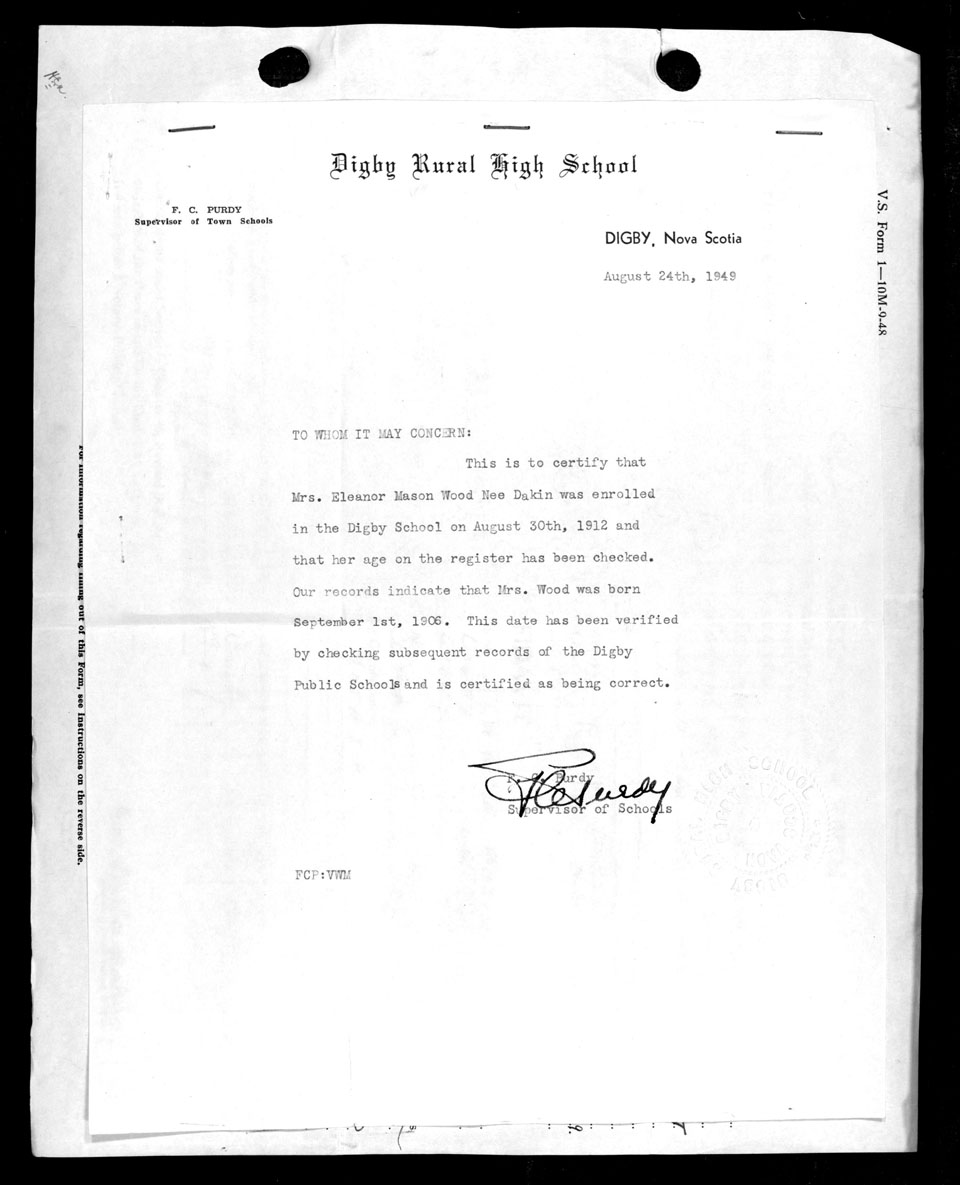 Digby Rural High School
F. C. PURDY
Supervisor of Town Schools
DIGBY, Nova Scotia
August 24th, 1949
V.S. Form 1—10M-9-48
TO WHOM IT MAY CONCERN:
This is to certify that
Mrs. Eleanor Mason Wood Nee Dakin was enrolled
in the Digby School on August 30th, 1912 and
that her age on the register has been checked.
Our records indicate that Mrs. Wood was born
September 1st, 1906. This date has been verified
by checking subsequent records of the Digby
Public Schools and is certified as being correct.
F. C. Purdy
F. C. Purdy
Supervisor of Schools
FCP:VWM
For information regarding filling out of this Form, see instructions on the reverse side.
HIGH SCHOOL